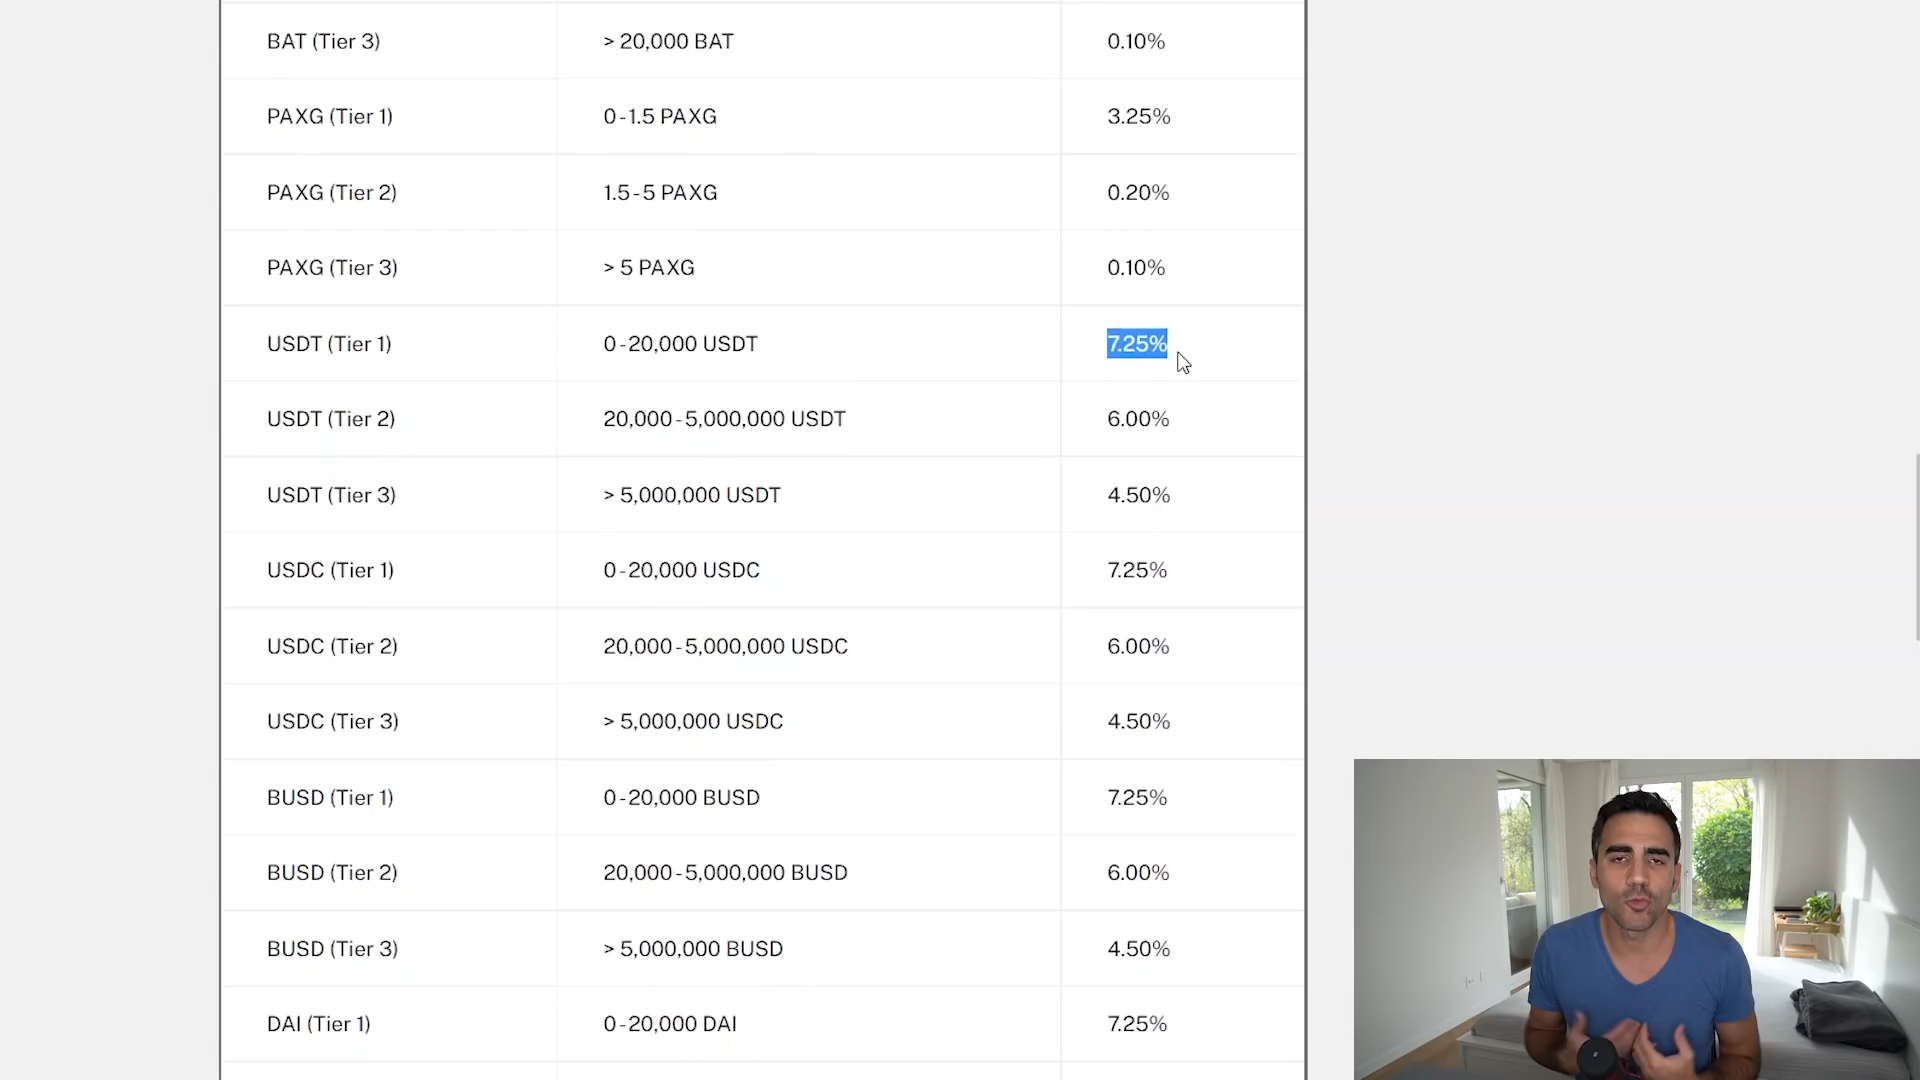 BAT (Tier 3) > 20,000 BAT 0.10%
PAXG (Tier 1) 0-1.5 PAXG 3.25%
PAXG (Tier 2) 1.5-5 PAXG 0.20%
PAXG (Tier 3) > 5 PAXG 0.10%
USDT (Tier 1) 0-20,000 USDT 7.25%
USDT (Tier 2) 20,000-5,000,000 USDT 6.00%
USDT (Tier 3) > 5,000,000 USDT 4.50%
USDC (Tier 1) 0-20,000 USDC 7.25%
USDC (Tier 2) 20,000-5,000,000 USDC 6.00%
USDC (Tier 3) > 5,000,000 USDC 4.50%
BUSD (Tier 1) 0-20,000 BUSD 7.25%
BUSD (Tier 2) 20,000-5,000,000 BUSD 6.00%
BUSD (Tier 3) > 5,000,000 BUSD 4.50%
DAI (Tier 1) 0-20,000 DAI 7.25%